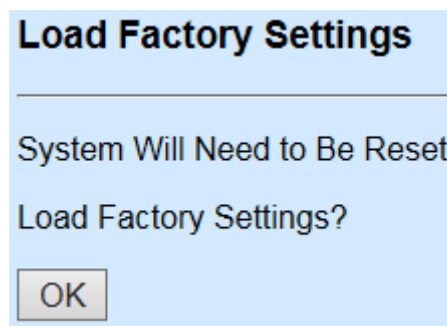 Load Factory Settings
System Will Need to Be Reset
Load Factory Settings?
OK